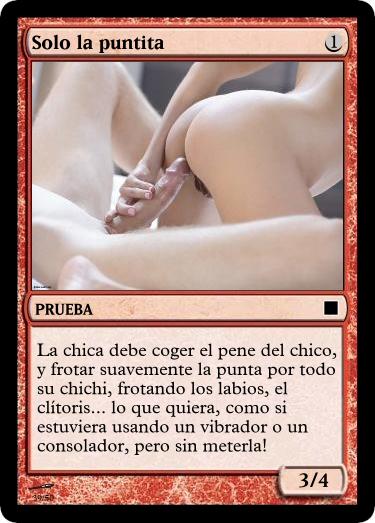 Solo la puntita
1
PRUEBA
La chica debe coger el pene del chico,
y frotar suavemente la punta por todo
su chichi, frotando los labios, el
clítoris... lo que quiera, como si
estuviera usando un vibrador o un
consolador, pero sin meterla!
3/4